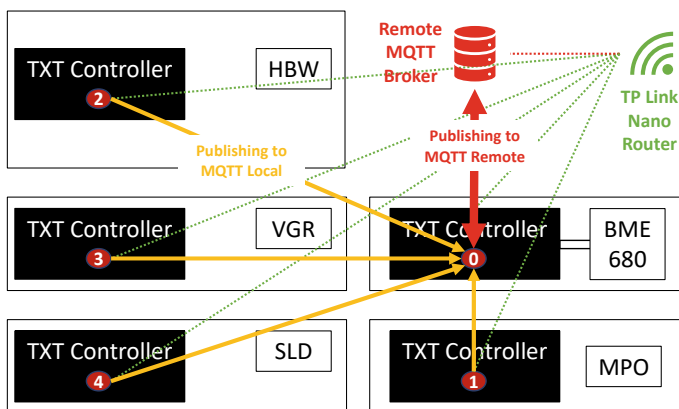 TXT Controller
2
HBW
Remote
MQTT
Broker
TP Link
Nano
Router
Publishing to
MQTT Local
Publishing to
MQTT Remote
TXT Controller
3
VGR
TXT Controller
0
BME
680
TXT Controller
4
SLD
TXT Controller
1
MPO